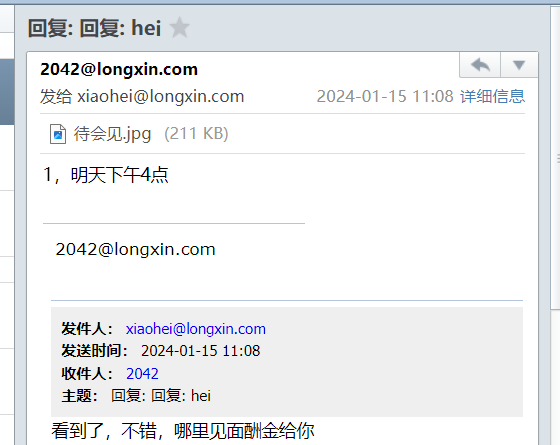 回复: 回复: hei
2042@longxin.com
发给 xiaohei@longxin.com 2024-01-15 11:08 详细信息
待会见.jpg (211 KB)
1，明天下午4点
2042@longxin.com
发件人： xiaohei@longxin.com
发送时间： 2024-01-15 11:08
收件人： 2042
主题： 回复: 回复: hei
看到了，不错，哪里见面酬金给你